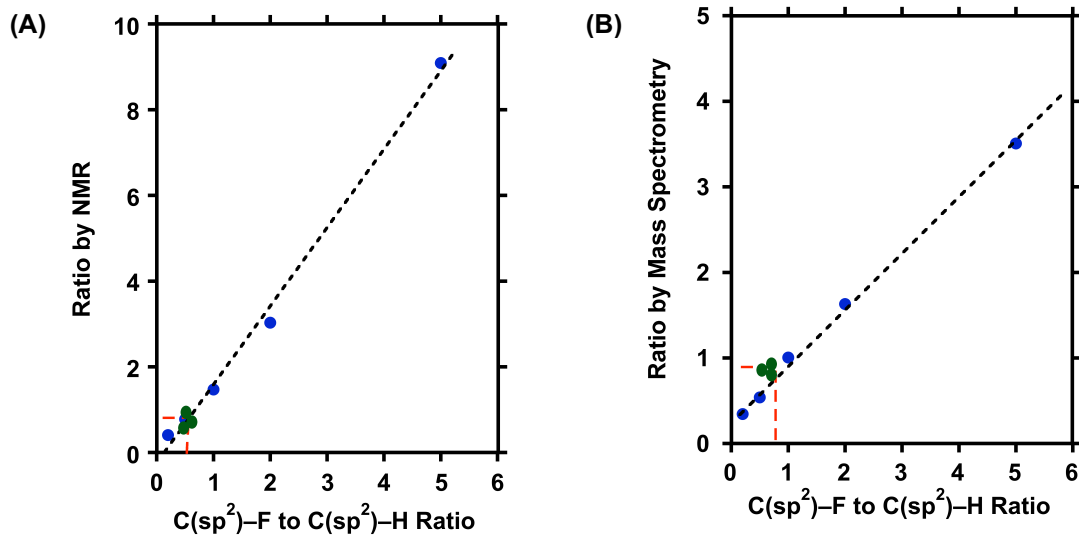 (A)
Ratio by NMR
10
8
6
4
2
0
0 1 2 3 4 5 6
C(sp²)–F to C(sp²)–H Ratio
(B)
Ratio by Mass Spectrometry
5
4
3
2
1
0
0 1 2 3 4 5 6
C(sp²)–F to C(sp²)–H Ratio